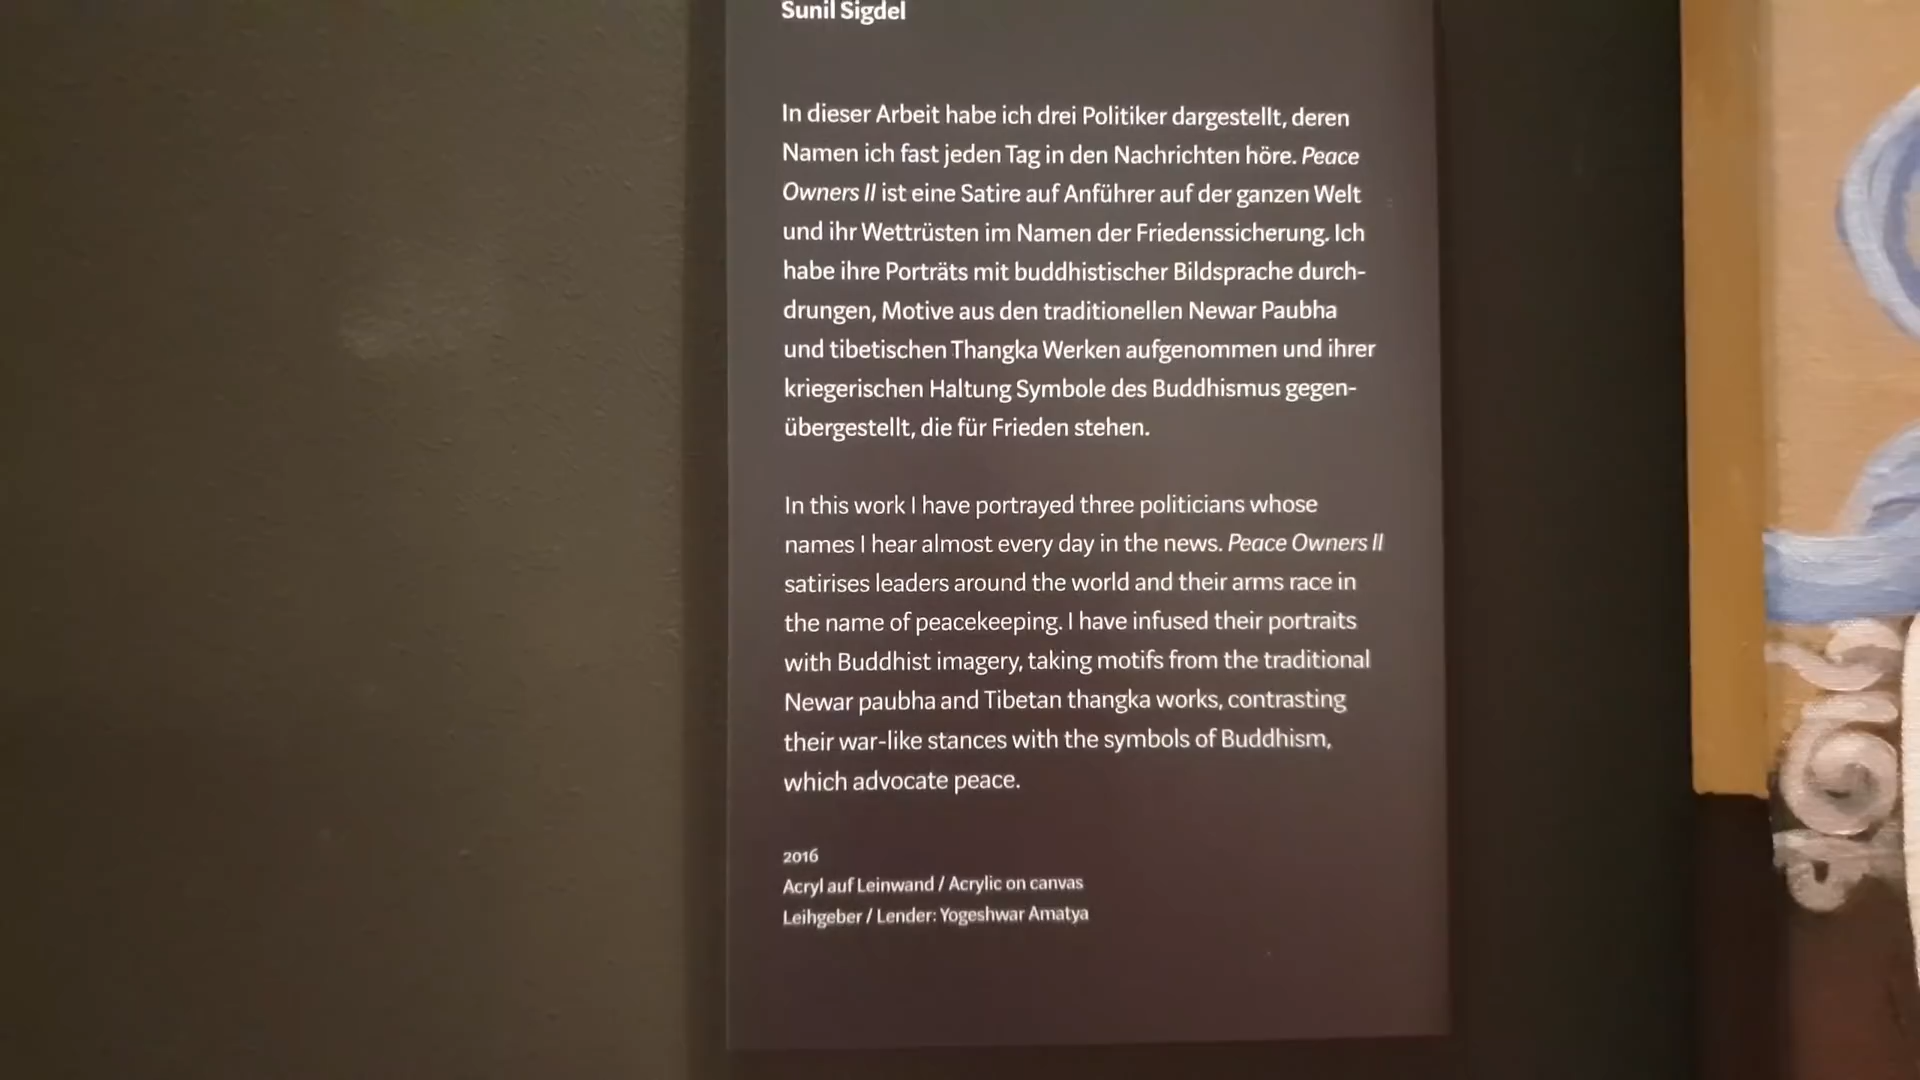 Sunil Sigdel
In dieser Arbeit habe ich drei Politiker dargestellt, deren
Namen ich fast jeden Tag in den Nachrichten höre. Peace
Owners II ist eine Satire auf Anführer auf der ganzen Welt
und ihr Wettrüsten im Namen der Friedenssicherung. Ich
habe ihre Porträts mit buddhistischer Bildsprache durch-
drungen, Motive aus den traditionellen Newar Paubha
und tibetischen Thangka Werken aufgenommen und ihrer
kriegerischen Haltung Symbole des Buddhismus gegen-
übergestellt, die für Frieden stehen.
In this work I have portrayed three politicians whose
names I hear almost every day in the news. Peace Owners II
satirises leaders around the world and their arms race in
the name of peacekeeping. I have infused their portraits
with Buddhist imagery, taking motifs from the traditional
Newar paubha and Tibetan thangka works, contrasting
their war-like stances with the symbols of Buddhism,
which advocate peace.
2016
Acryl auf Leinwand / Acrylic on canvas
Leihgeber / Lender: Yogeshwar Amatya